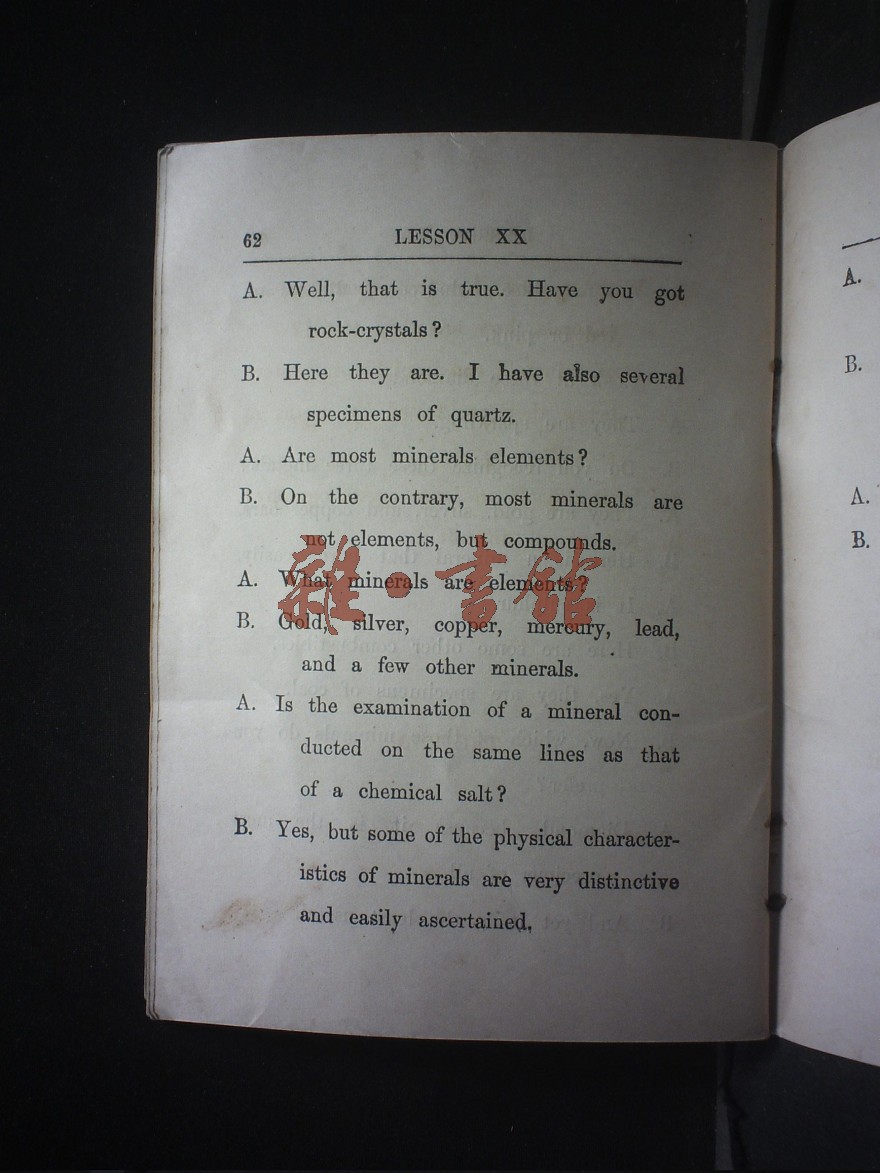 62 LESSON XX
A. Well, that is true. Have you got
rock-crystals?
B. Here they are. I have also several
specimens of quartz.
A. Are most minerals elements?
B. On the contrary, most minerals are
not elements, but compounds.
A. What minerals are elements?
B. Gold, silver, copper, mercury, lead,
and a few other minerals.
A. Is the examination of a mineral con-
ducted on the same lines as that
of a chemical salt?
B. Yes, but some of the physical character-
istics of minerals are very distinctive
and easily ascertained.
雜·書館
A.
B.
A.
B.